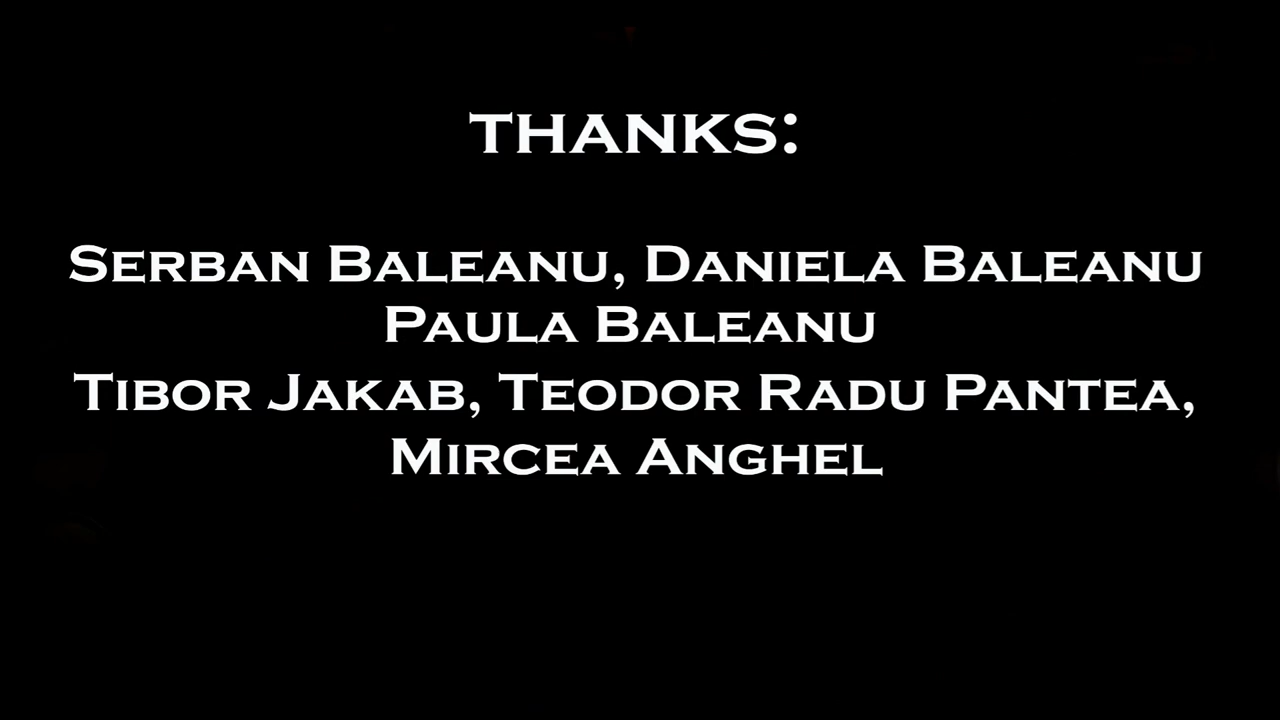 THANKS:
SERBAN BALEANU, DANIELA BALEANU
PAULA BALEANU
TIBOR JAKAB, TEODOR RADU PANTEA,
MIRCEA ANGHEL